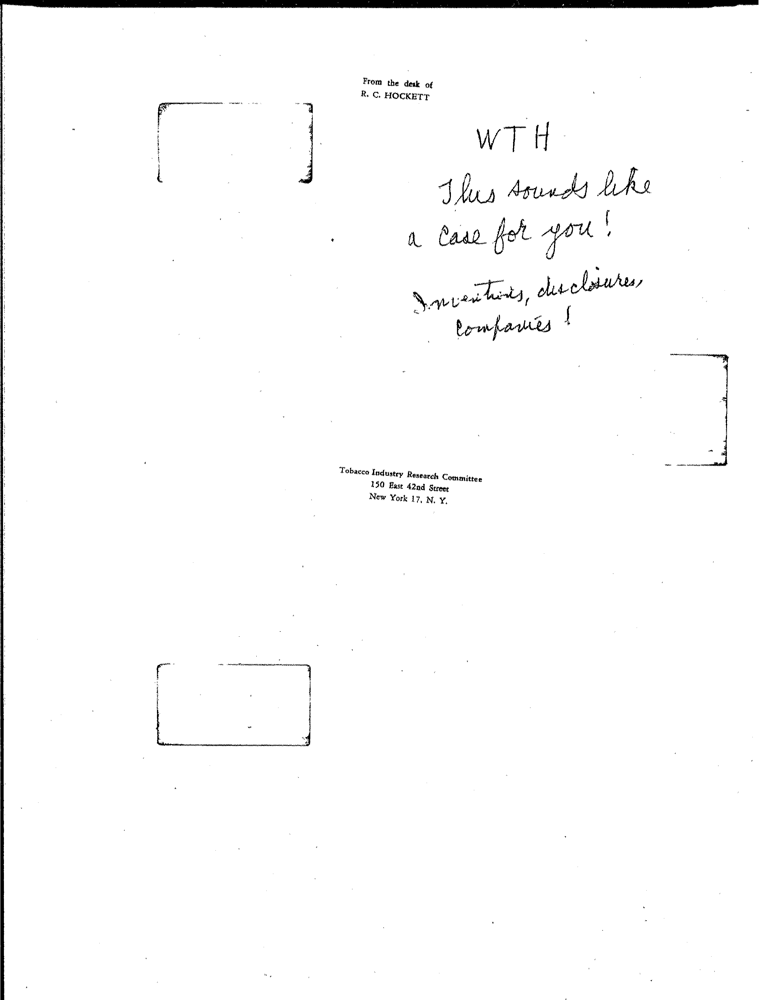 From the desk of
R. C. HOCKETT
WTH
This sounds like
a case for you!
Inventions, disclosures,
Companies!
Tobacco Industry Research Committee
150 East 42nd Street
New York 17, N. Y.